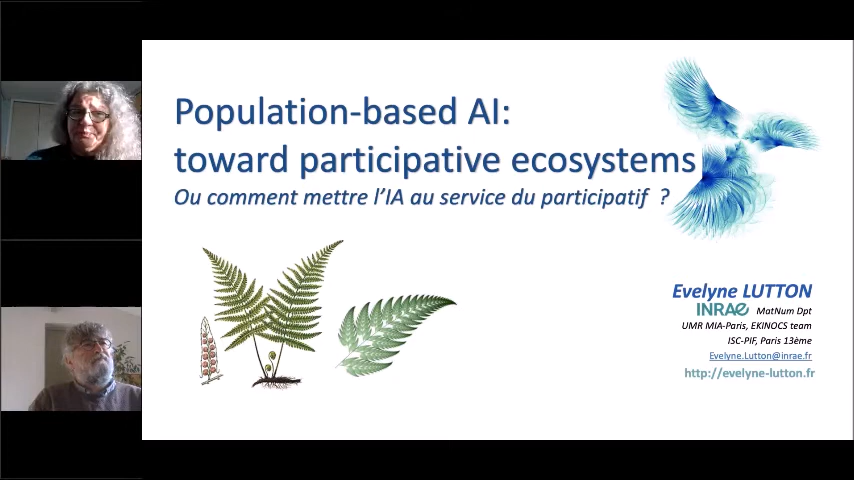 Population-based AI:
toward participative ecosystems
Ou comment mettre l'IA au service du participatif ?
Evelyne LUTTON
INRAE MatNum Dpt
UMR MIA-Paris, EKINOCS team
ISC-PIF, Paris 13ème
Evelyne.Lutton@inrae.fr
http://evelyne-lutton.fr